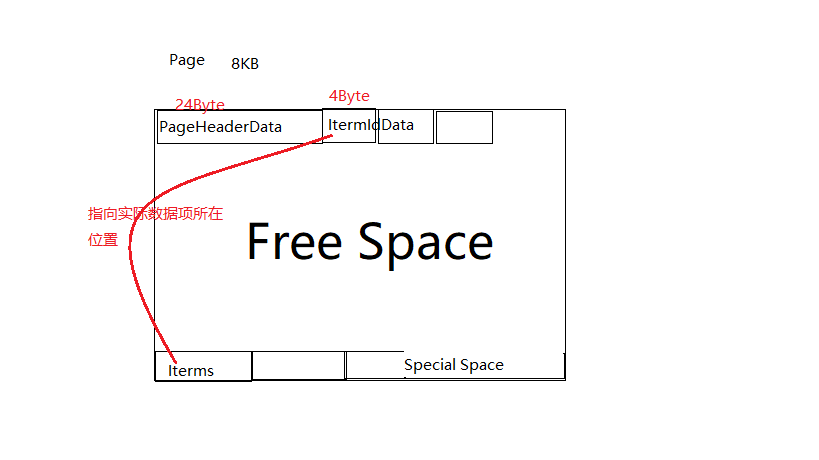 Page 8KB
24Byte 4Byte
PageHeaderData ItermIdData
指向实际数据项所在
位置
Free Space
Iterms Special Space